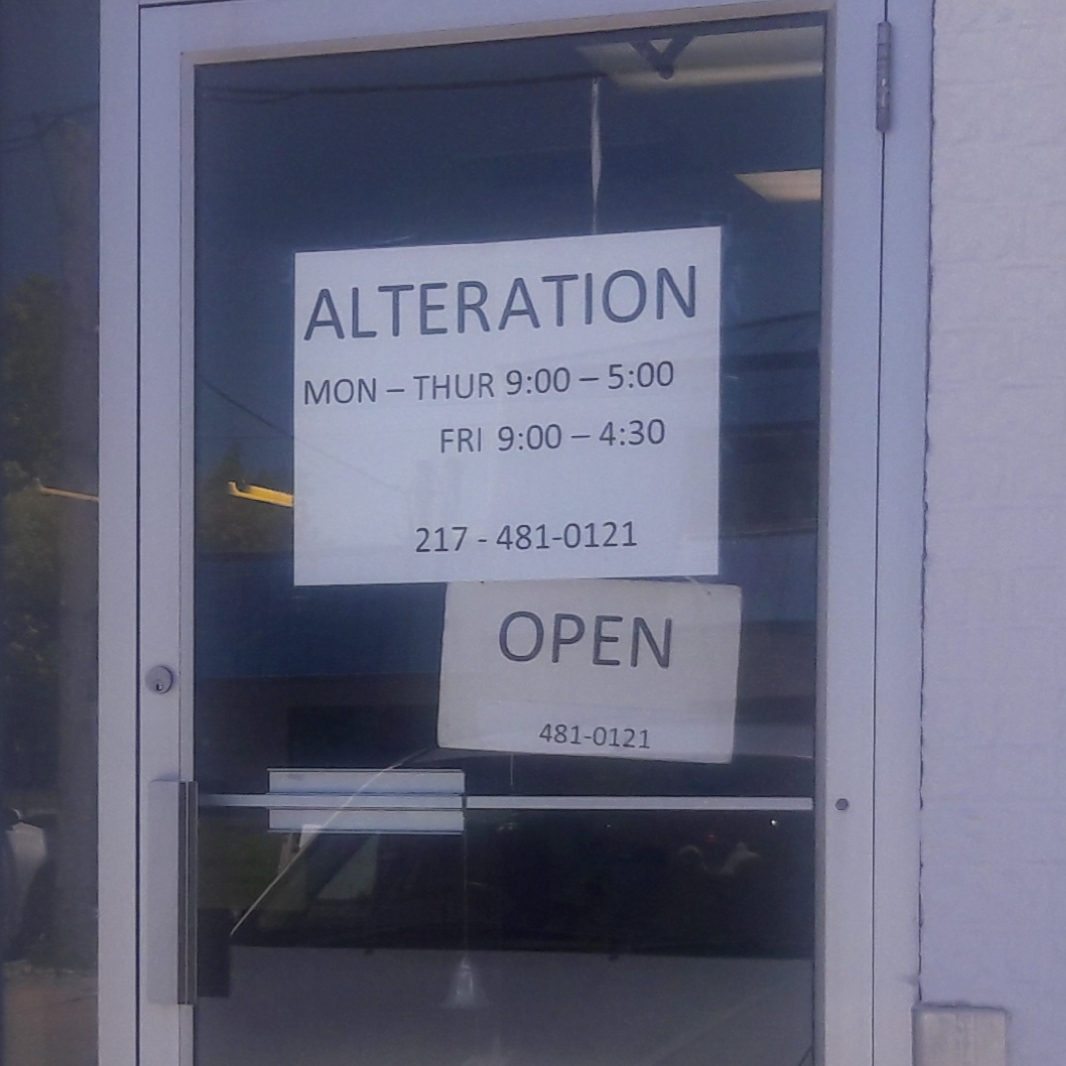 ALTERATION
MON – THUR 9:00 – 5:00
FRI 9:00 – 4:30
217 - 481-0121
OPEN
481-0121